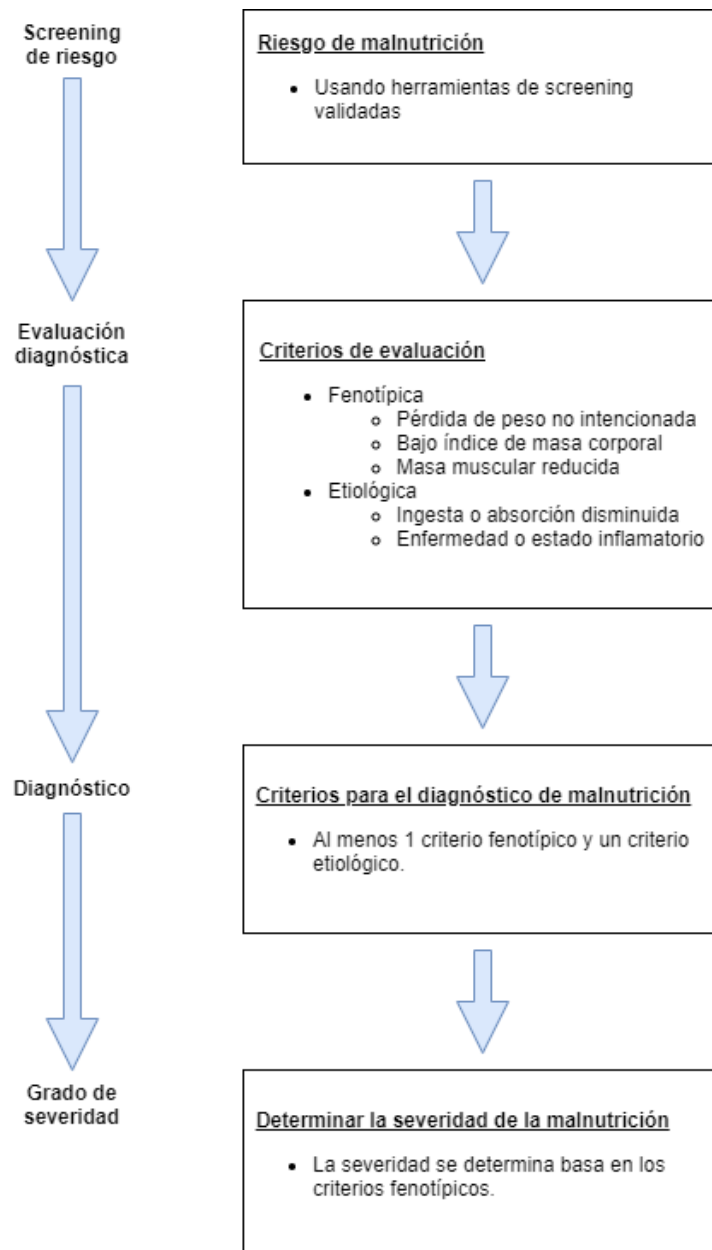 Screening
de riesgo
Riesgo de malnutrición
• Usando herramientas de screening
validadas
Evaluación
diagnóstica
Criterios de evaluación
• Fenotípica
○ Pérdida de peso no intencionada
○ Bajo índice de masa corporal
○ Masa muscular reducida
• Etiológica
○ Ingesta o absorción disminuida
○ Enfermedad o estado inflamatorio
Diagnóstico
Criterios para el diagnóstico de malnutrición
• Al menos 1 criterio fenotípico y un criterio
etiológico.
Grado de
severidad
Determinar la severidad de la malnutrición
• La severidad se determina basa en los
criterios fenotípicos.